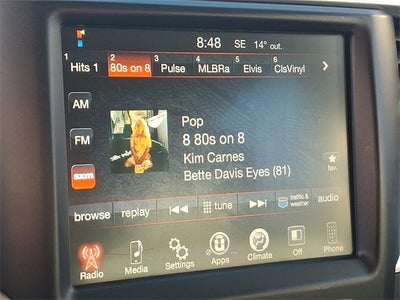 8:48 SE 14° out.
1 Hits 1 2 80s on 8 3 Pulse 4 MLBRa 5 Elvis 6 ClsVinyl
AM
FM
sxm
Pop
8 80s on 8
Kim Carnes
Bette Davis Eyes (81)
fav.
browse replay tune traffic & weather audio
Radio Media Settings Apps Climate Off Phone